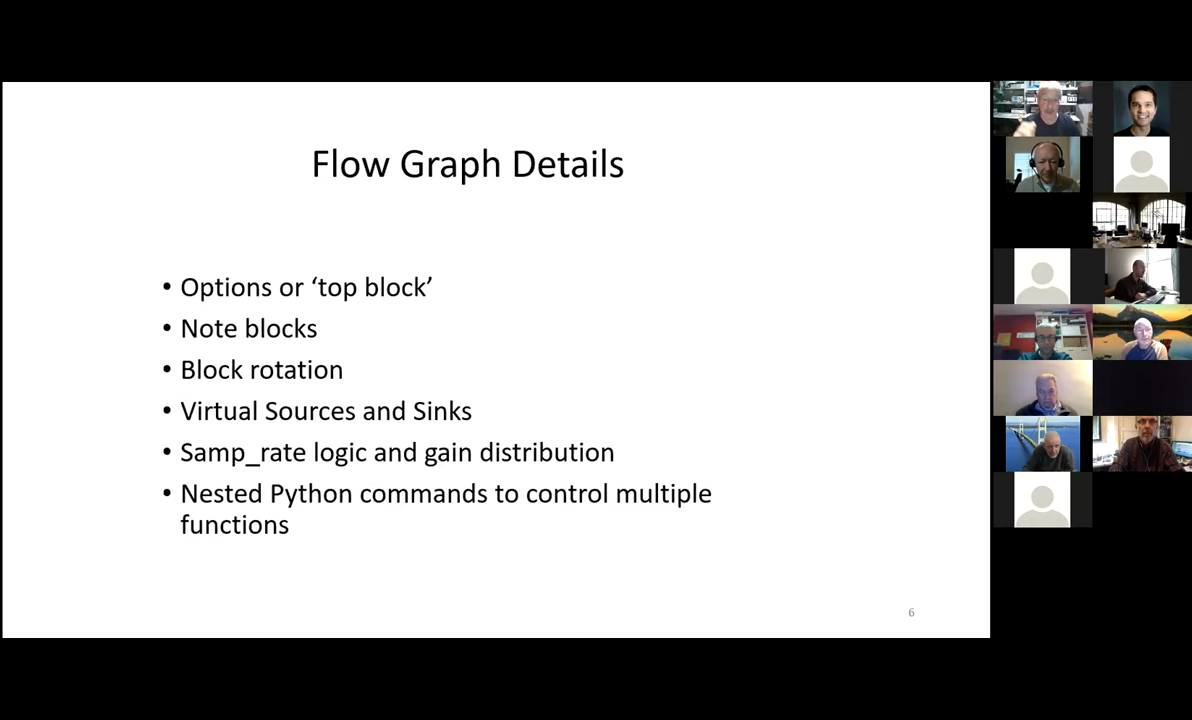 Flow Graph Details
• Options or ‘top block’
• Note blocks
• Block rotation
• Virtual Sources and Sinks
• Samp_rate logic and gain distribution
• Nested Python commands to control multiple
functions
6